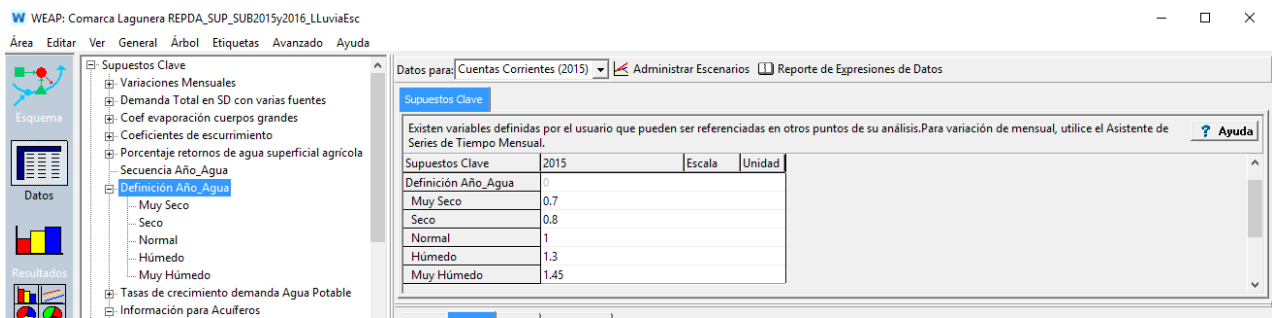 W WEAP: Comarca Lagunera REPDA_SUP_SUB2015y2016_LLuviaEsc
Área Editar Ver General Árbol Etiquetas Avanzado Ayuda
Esquema
Datos
Resultados
Supuestos Clave
Variaciones Mensuales
Demanda Total en SD con varias fuentes
Coef evaporación cuerpos grandes
Coeficientes de escurrimiento
Porcentaje retornos de agua superficial agrícola
Secuencia Año_Agua
Definición Año_Agua
Muy Seco
Seco
Normal
Húmedo
Muy Húmedo
Tasas de crecimiento demanda Agua Potable
Información para Acuíferos
Datos para: Cuentas Corrientes (2015) Administrar Escenarios Reporte de Expresiones de Datos
Supuestos Clave
Existen variables definidas por el usuario que pueden ser referenciadas en otros puntos de su análisis.Para variación de mensual, utilice el Asistente de
Series de Tiempo Mensual.
? Ayuda
Supuestos Clave 2015 Escala Unidad
Definición Año_Agua 0
Muy Seco 0.7
Seco 0.8
Normal 1
Húmedo 1.3
Muy Húmedo 1.45